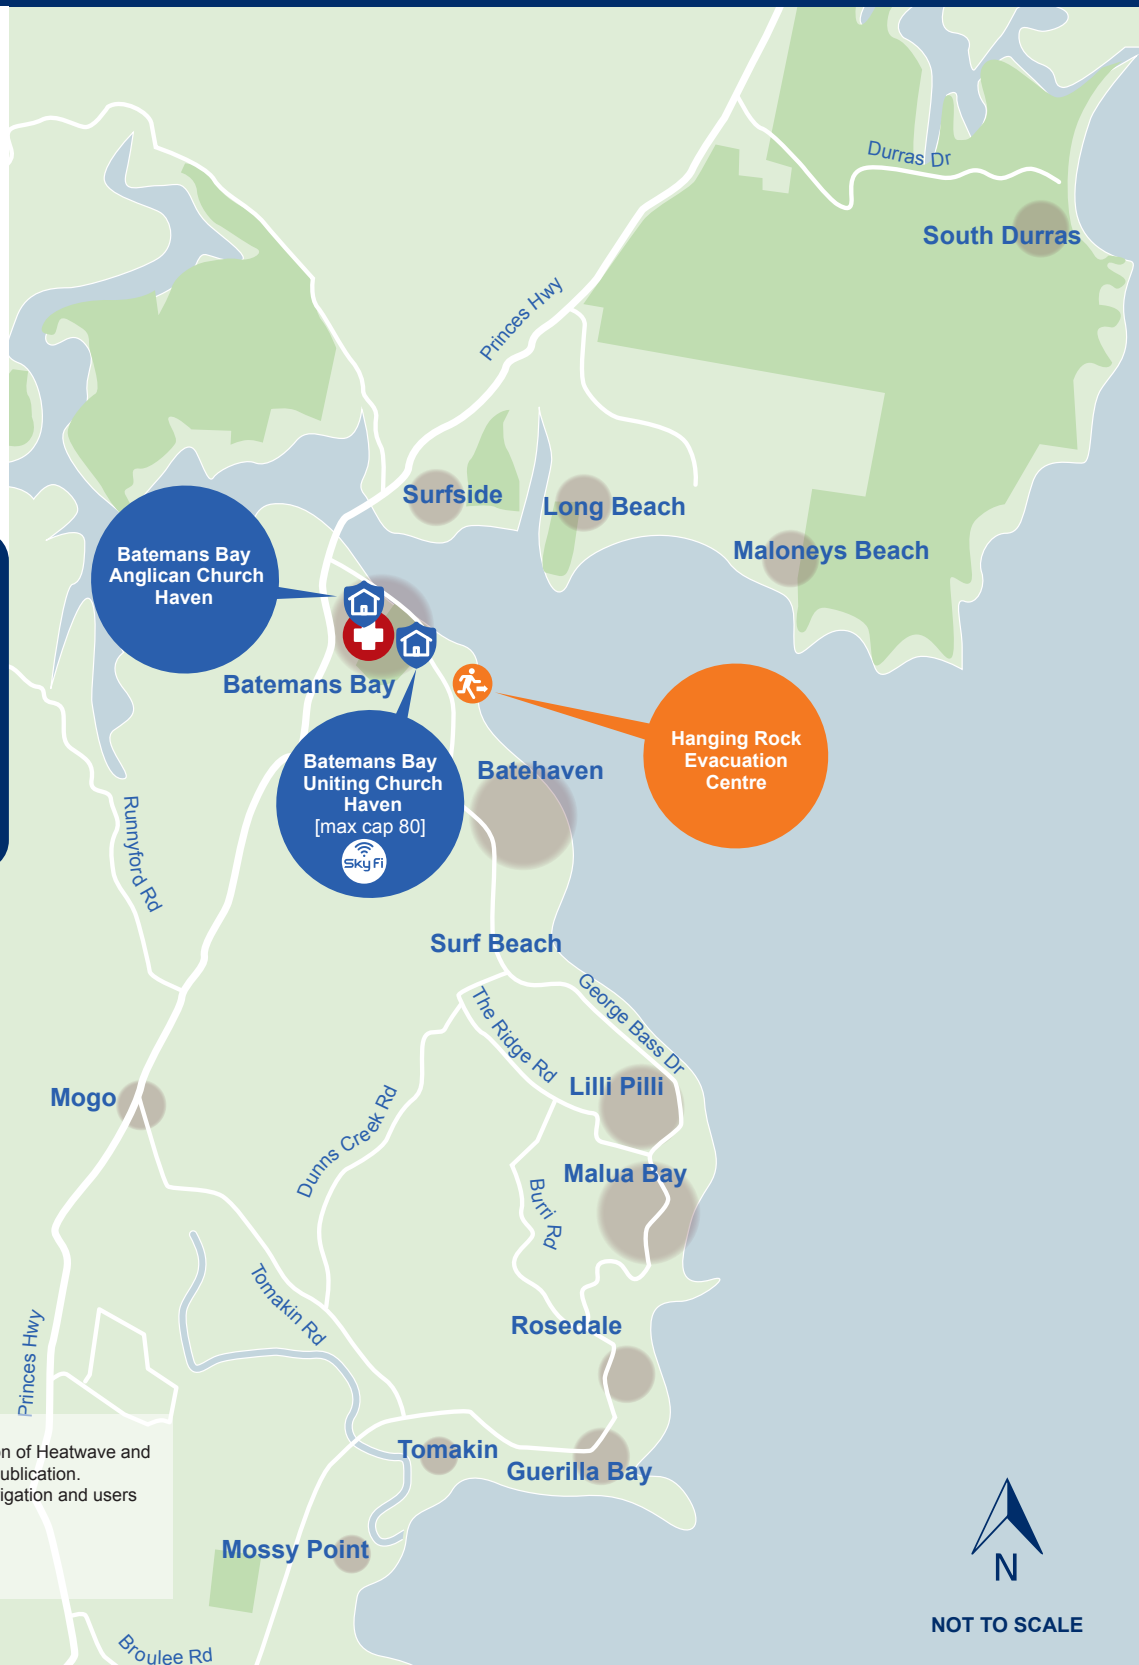 Durras Dr
South Durras
Princes Hwy
Surfside
Long Beach
Maloneys Beach
Batemans Bay
Anglican Church
Haven
Batemans Bay
Hanging Rock
Evacuation
Centre
Batemans Bay
Uniting Church
Haven
[max cap 80]
SkyFi
Batehaven
Runnyford Rd
Surf Beach
George Bass Dr
The Ridge Rd
Lilli Pilli
Mogo
Dunns Creek Rd
Malua Bay
Burri Rd
Tomakin Rd
Rosedale
Princes Hwy
on of Heatwave and
ublication.
igation and users
Tomakin
Guerilla Bay
Mossy Point
Broulee Rd
N
NOT TO SCALE